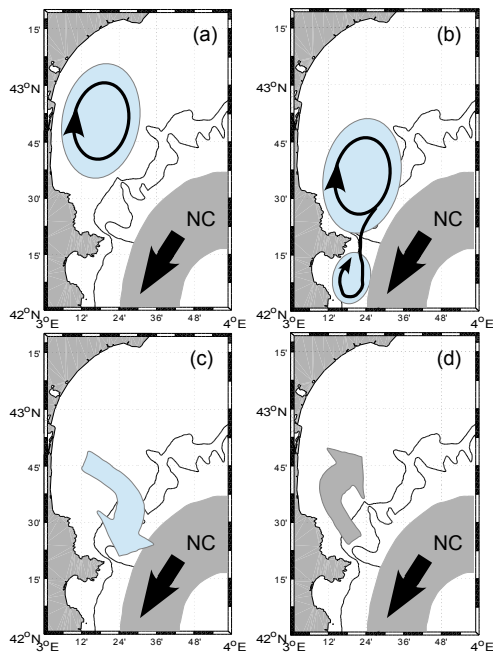 (a)
(b)
15'
43°N
45'
30'
15'
42°N
NC
3°E
12'
24'
36'
48'
4°E
15'
43°N
45'
30'
15'
42°N
NC
3°E
12'
24'
36'
48'
4°E
(c)
(d)
15'
43°N
45'
30'
15'
42°N
NC
3°E
12'
24'
36'
48'
4°E
15'
43°N
45'
30'
15'
42°N
NC
3°E
12'
24'
36'
48'
4°E